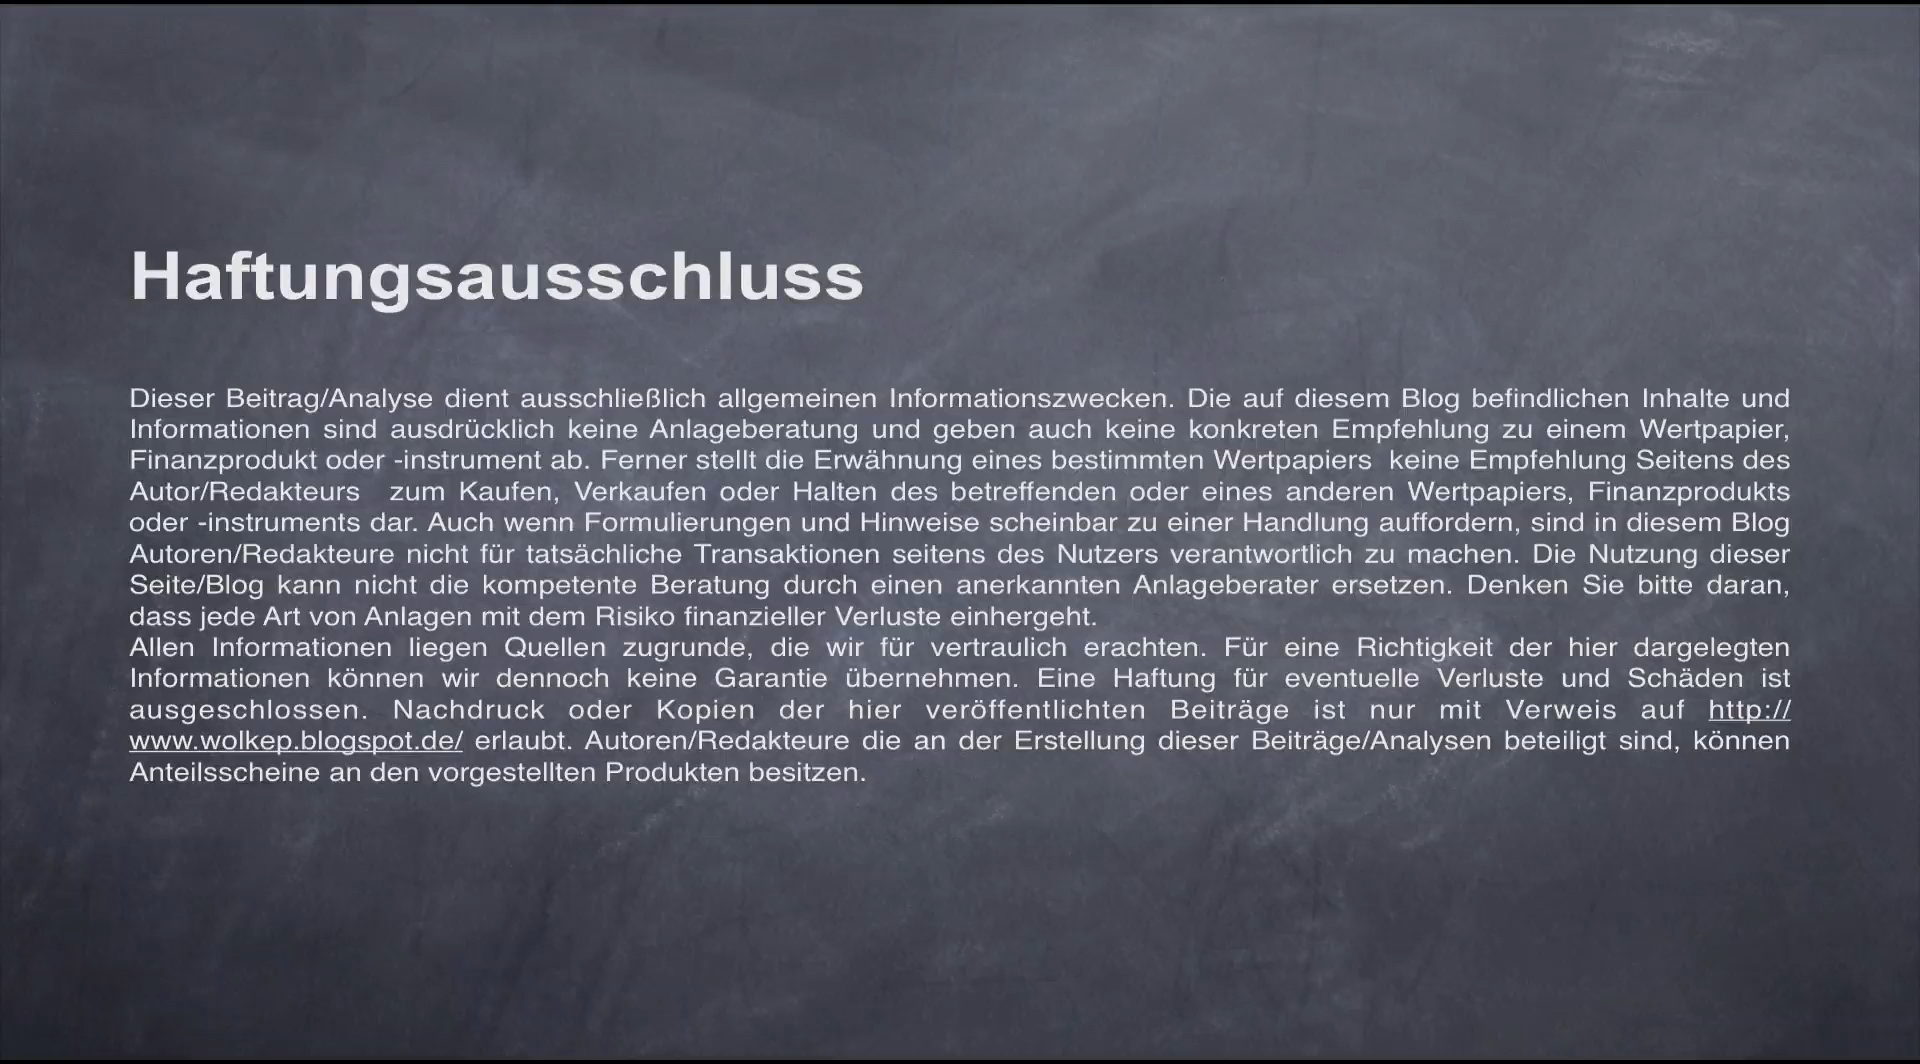 Haftungsausschluss
Dieser Beitrag/Analyse dient ausschließlich allgemeinen Informationszwecken. Die auf diesem Blog befindlichen Inhalte und
Informationen sind ausdrücklich keine Anlageberatung und geben auch keine konkreten Empfehlung zu einem Wertpapier,
Finanzprodukt oder -instrument ab. Ferner stellt die Erwähnung eines bestimmten Wertpapiers  keine Empfehlung Seitens des
Autor/Redakteurs  zum Kaufen, Verkaufen oder Halten des betreffenden oder eines anderen Wertpapiers, Finanzprodukts
oder -instruments dar. Auch wenn Formulierungen und Hinweise scheinbar zu einer Handlung auffordern, sind in diesem Blog
Autoren/Redakteure nicht für tatsächliche Transaktionen seitens des Nutzers verantwortlich zu machen. Die Nutzung dieser
Seite/Blog kann nicht die kompetente Beratung durch einen anerkannten Anlageberater ersetzen. Denken Sie bitte daran,
dass jede Art von Anlagen mit dem Risiko finanzieller Verluste einhergeht.
Allen Informationen liegen Quellen zugrunde, die wir für vertraulich erachten. Für eine Richtigkeit der hier dargelegten
Informationen können wir dennoch keine Garantie übernehmen. Eine Haftung für eventuelle Verluste und Schäden ist
ausgeschlossen. Nachdruck oder Kopien der hier veröffentlichten Beiträge ist nur mit Verweis auf http://
www.wolkep.blogspot.de/ erlaubt. Autoren/Redakteure die an der Erstellung dieser Beiträge/Analysen beteiligt sind, können
Anteilsscheine an den vorgestellten Produkten besitzen.